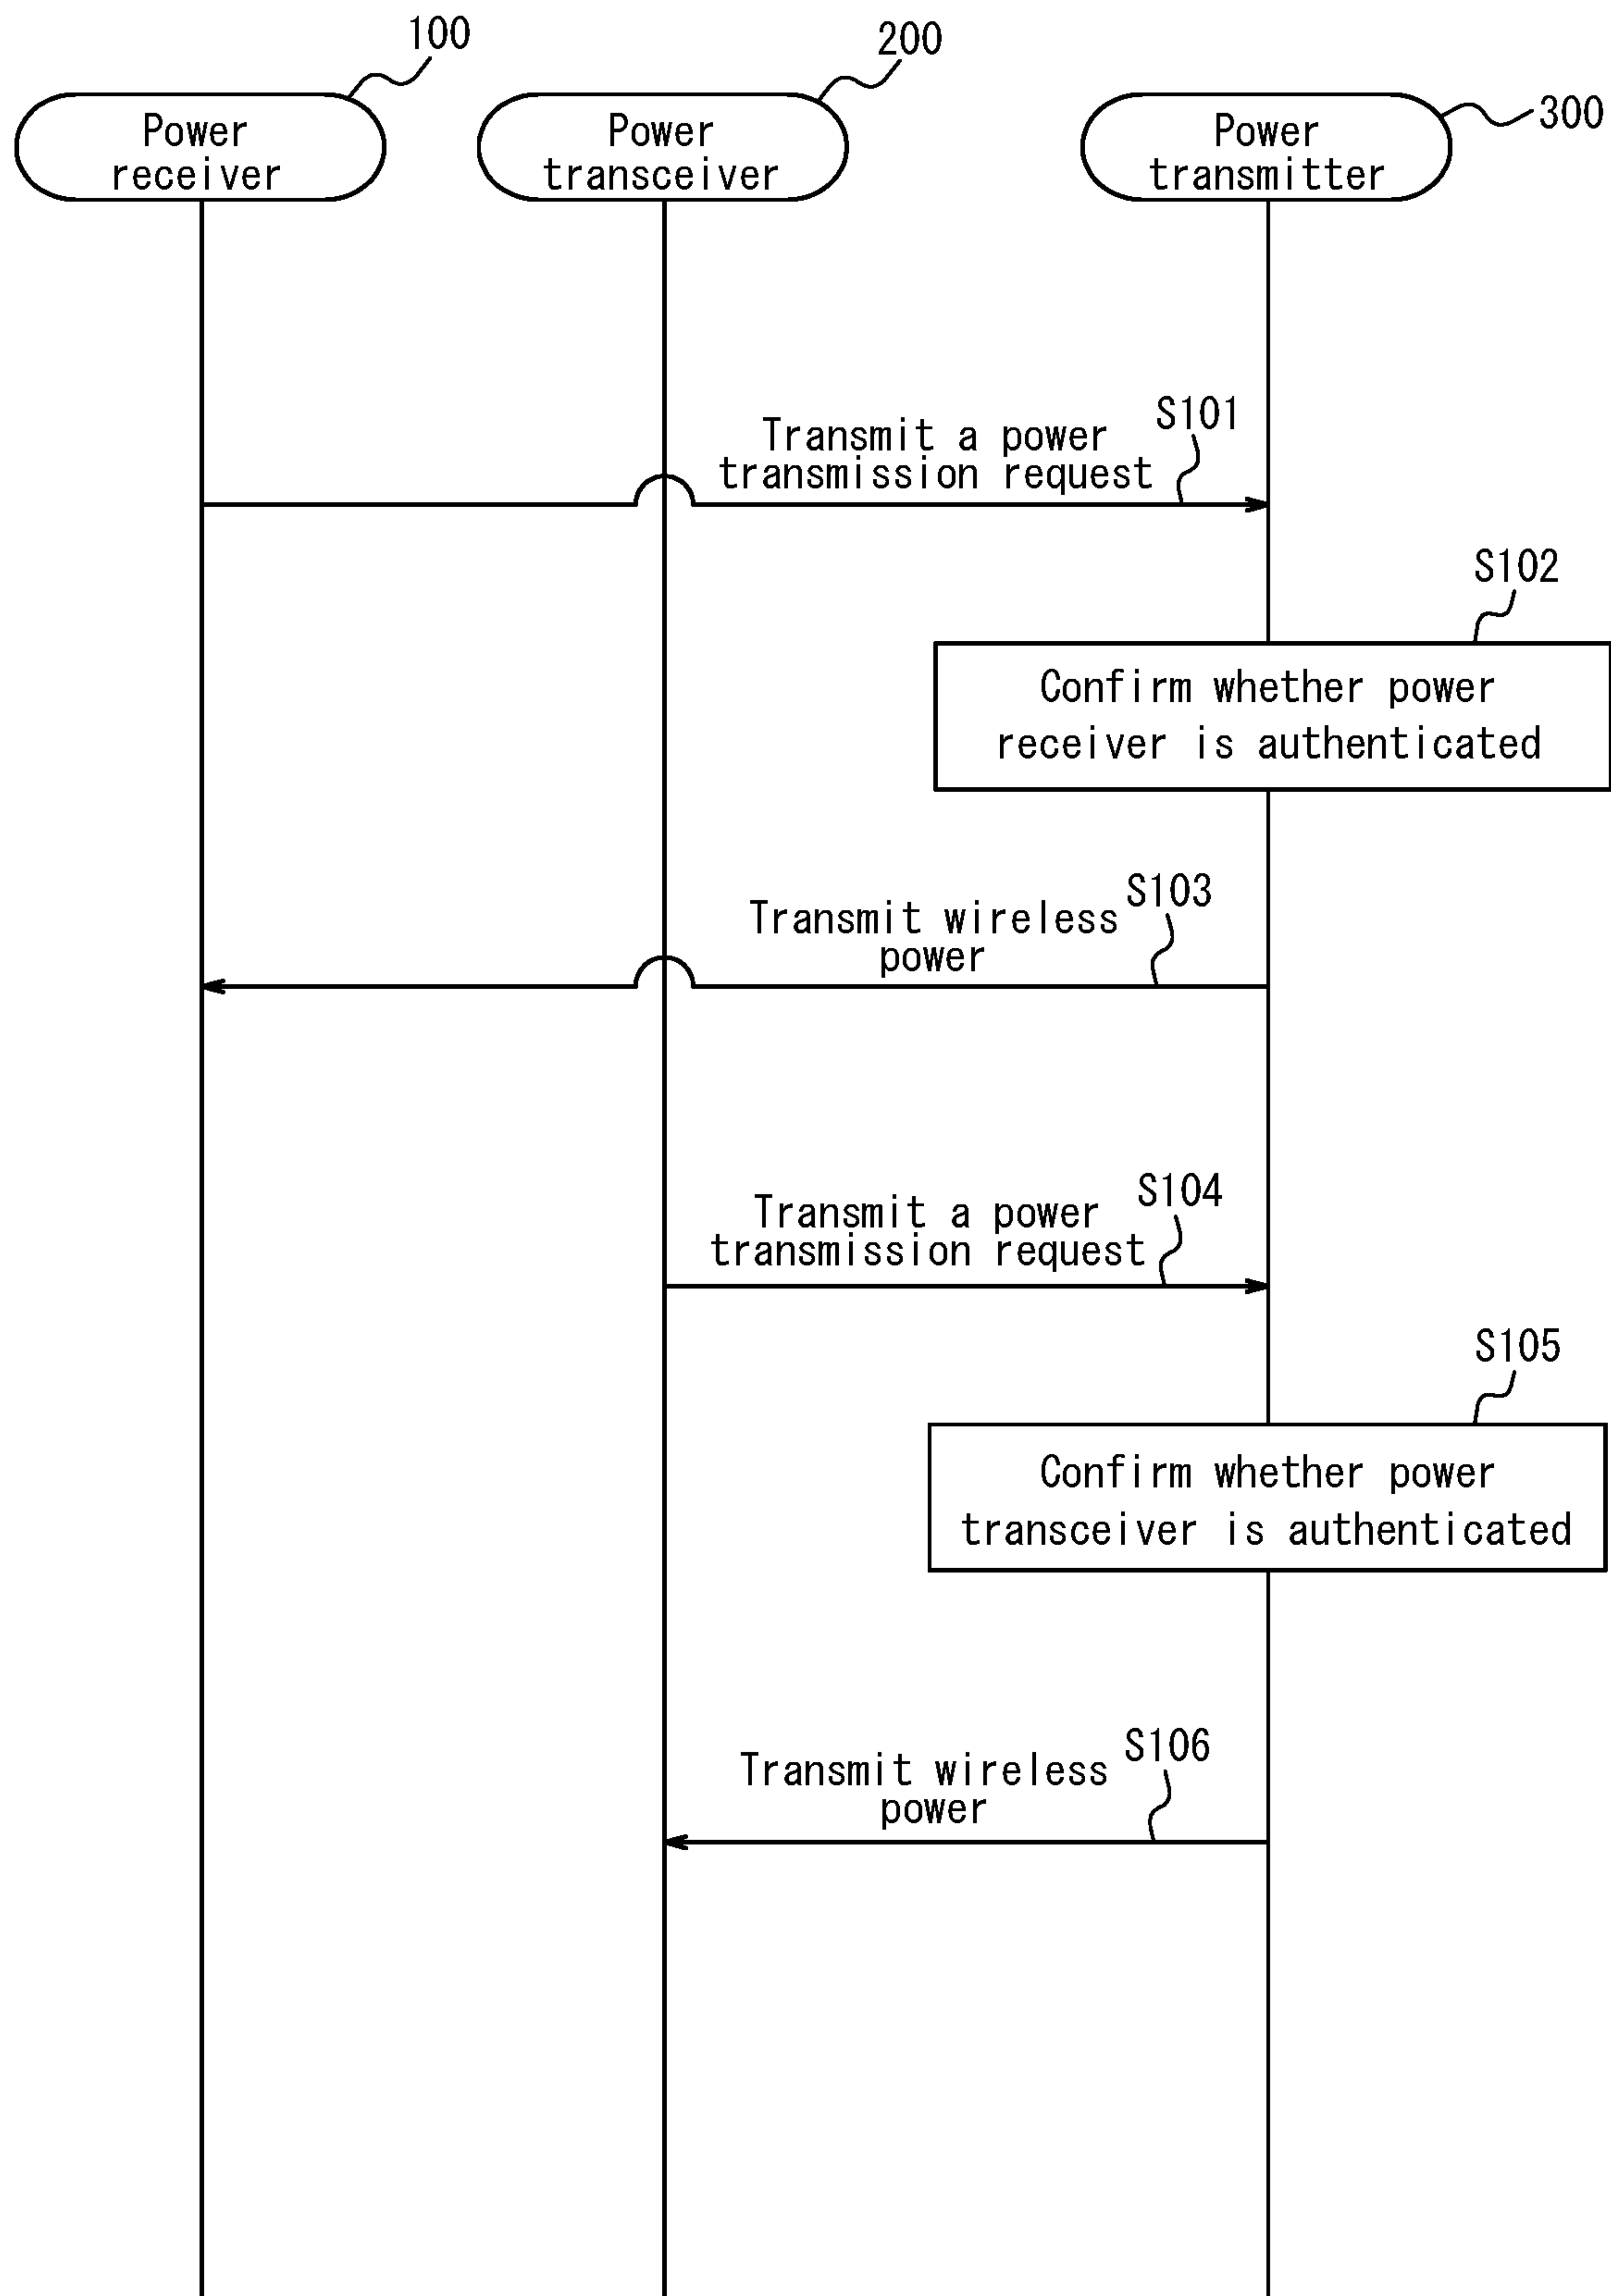 100
200
300
Power
receiver
Power
transceiver
Power
transmitter
S101
Transmit a power
transmission request
S102
Confirm whether power
receiver is authenticated
S103
Transmit wireless
power
S104
Transmit a power
transmission request
S105
Confirm whether power
transceiver is authenticated
S106
Transmit wireless
power